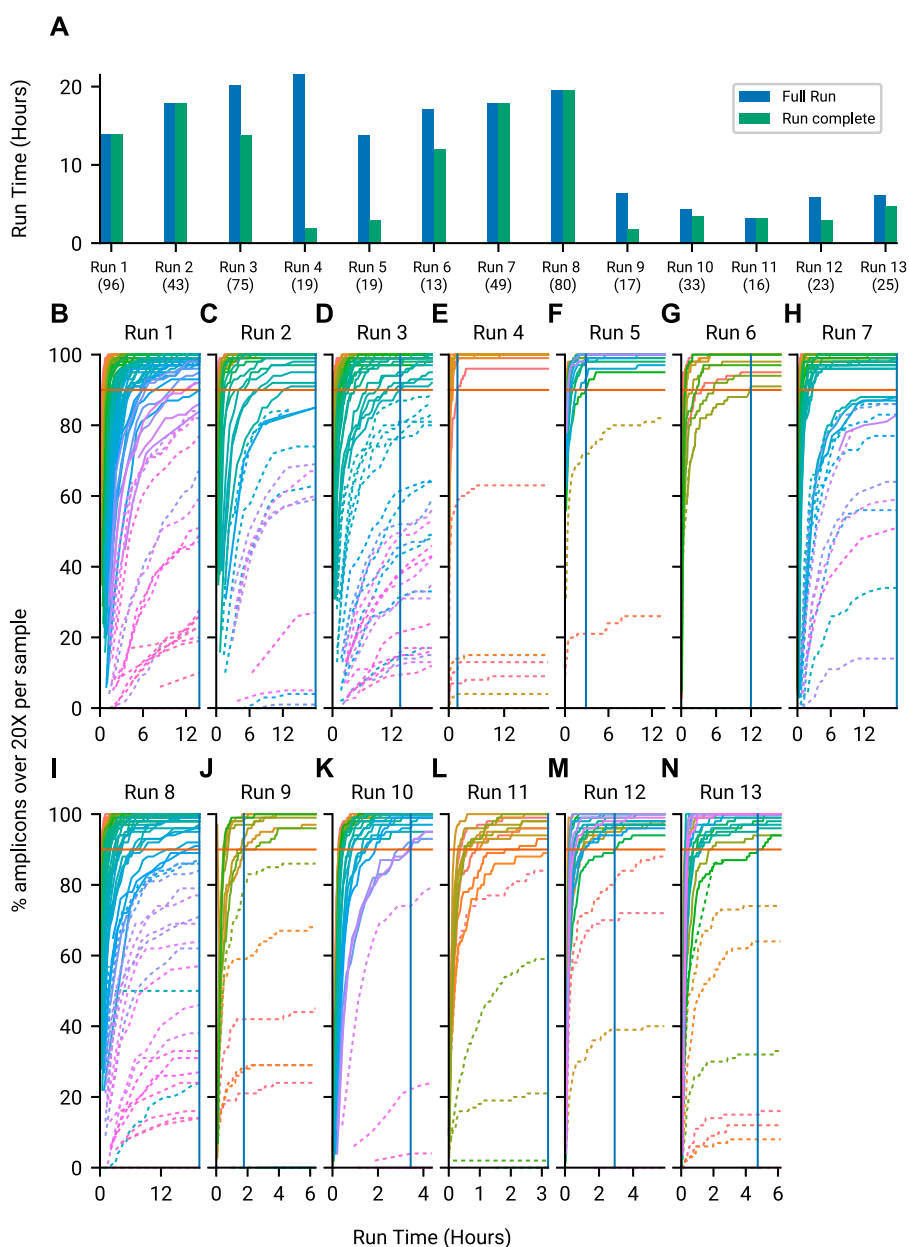 A
Run Time (Hours)
20
10
0
Full Run
Run complete
Run 1 Run 2 Run 3 Run 4 Run 5 Run 6 Run 7 Run 8 Run 9 Run 10 Run 11 Run 12 Run 13
(96) (43) (75) (19) (19) (13) (49) (80) (17) (33) (16) (23) (25)
B C D E F G H
Run 1 Run 2 Run 3 Run 4 Run 5 Run 6 Run 7
100
80
60
40
20
0
0 6 12 0 6 12 0 6 12 0 12 0 6 12 0 6 12 0 6 12
% amplicons over 20X per sample
I J K L M N
Run 8 Run 9 Run 10 Run 11 Run 12 Run 13
100
80
60
40
20
0
0 12 0 2 4 6 0 2 4 0 1 2 3 0 2 4 0 2 4 6
Run Time (Hours)